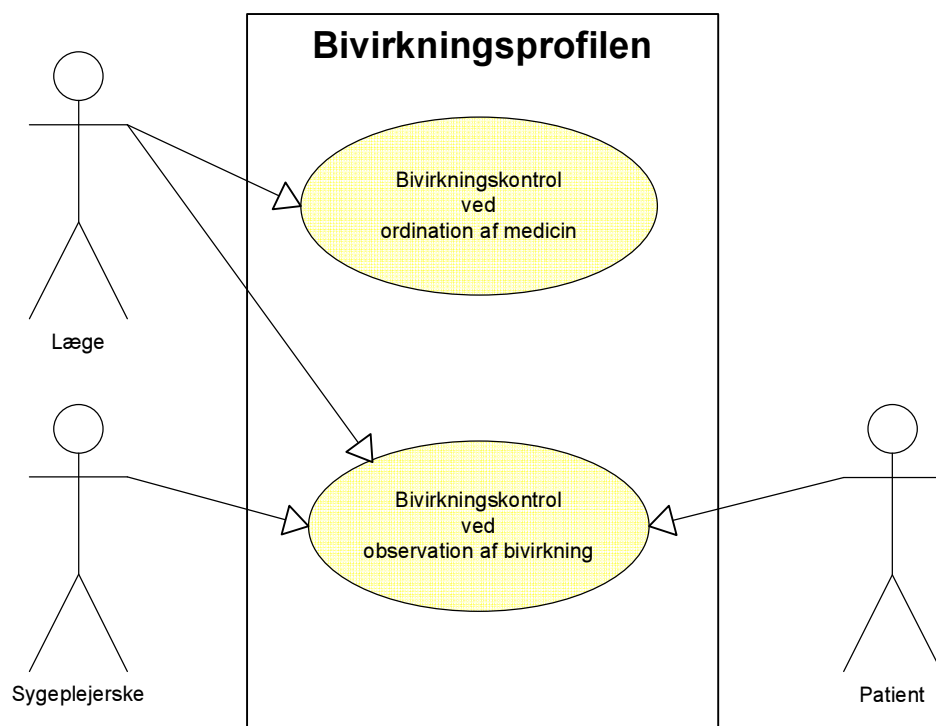 Bivirkningsprofilen
Bivirkningskontrol
ved
ordination af medicin
Læge
Bivirkningskontrol
ved
observation af bivirkning
Sygeplejerske
Patient